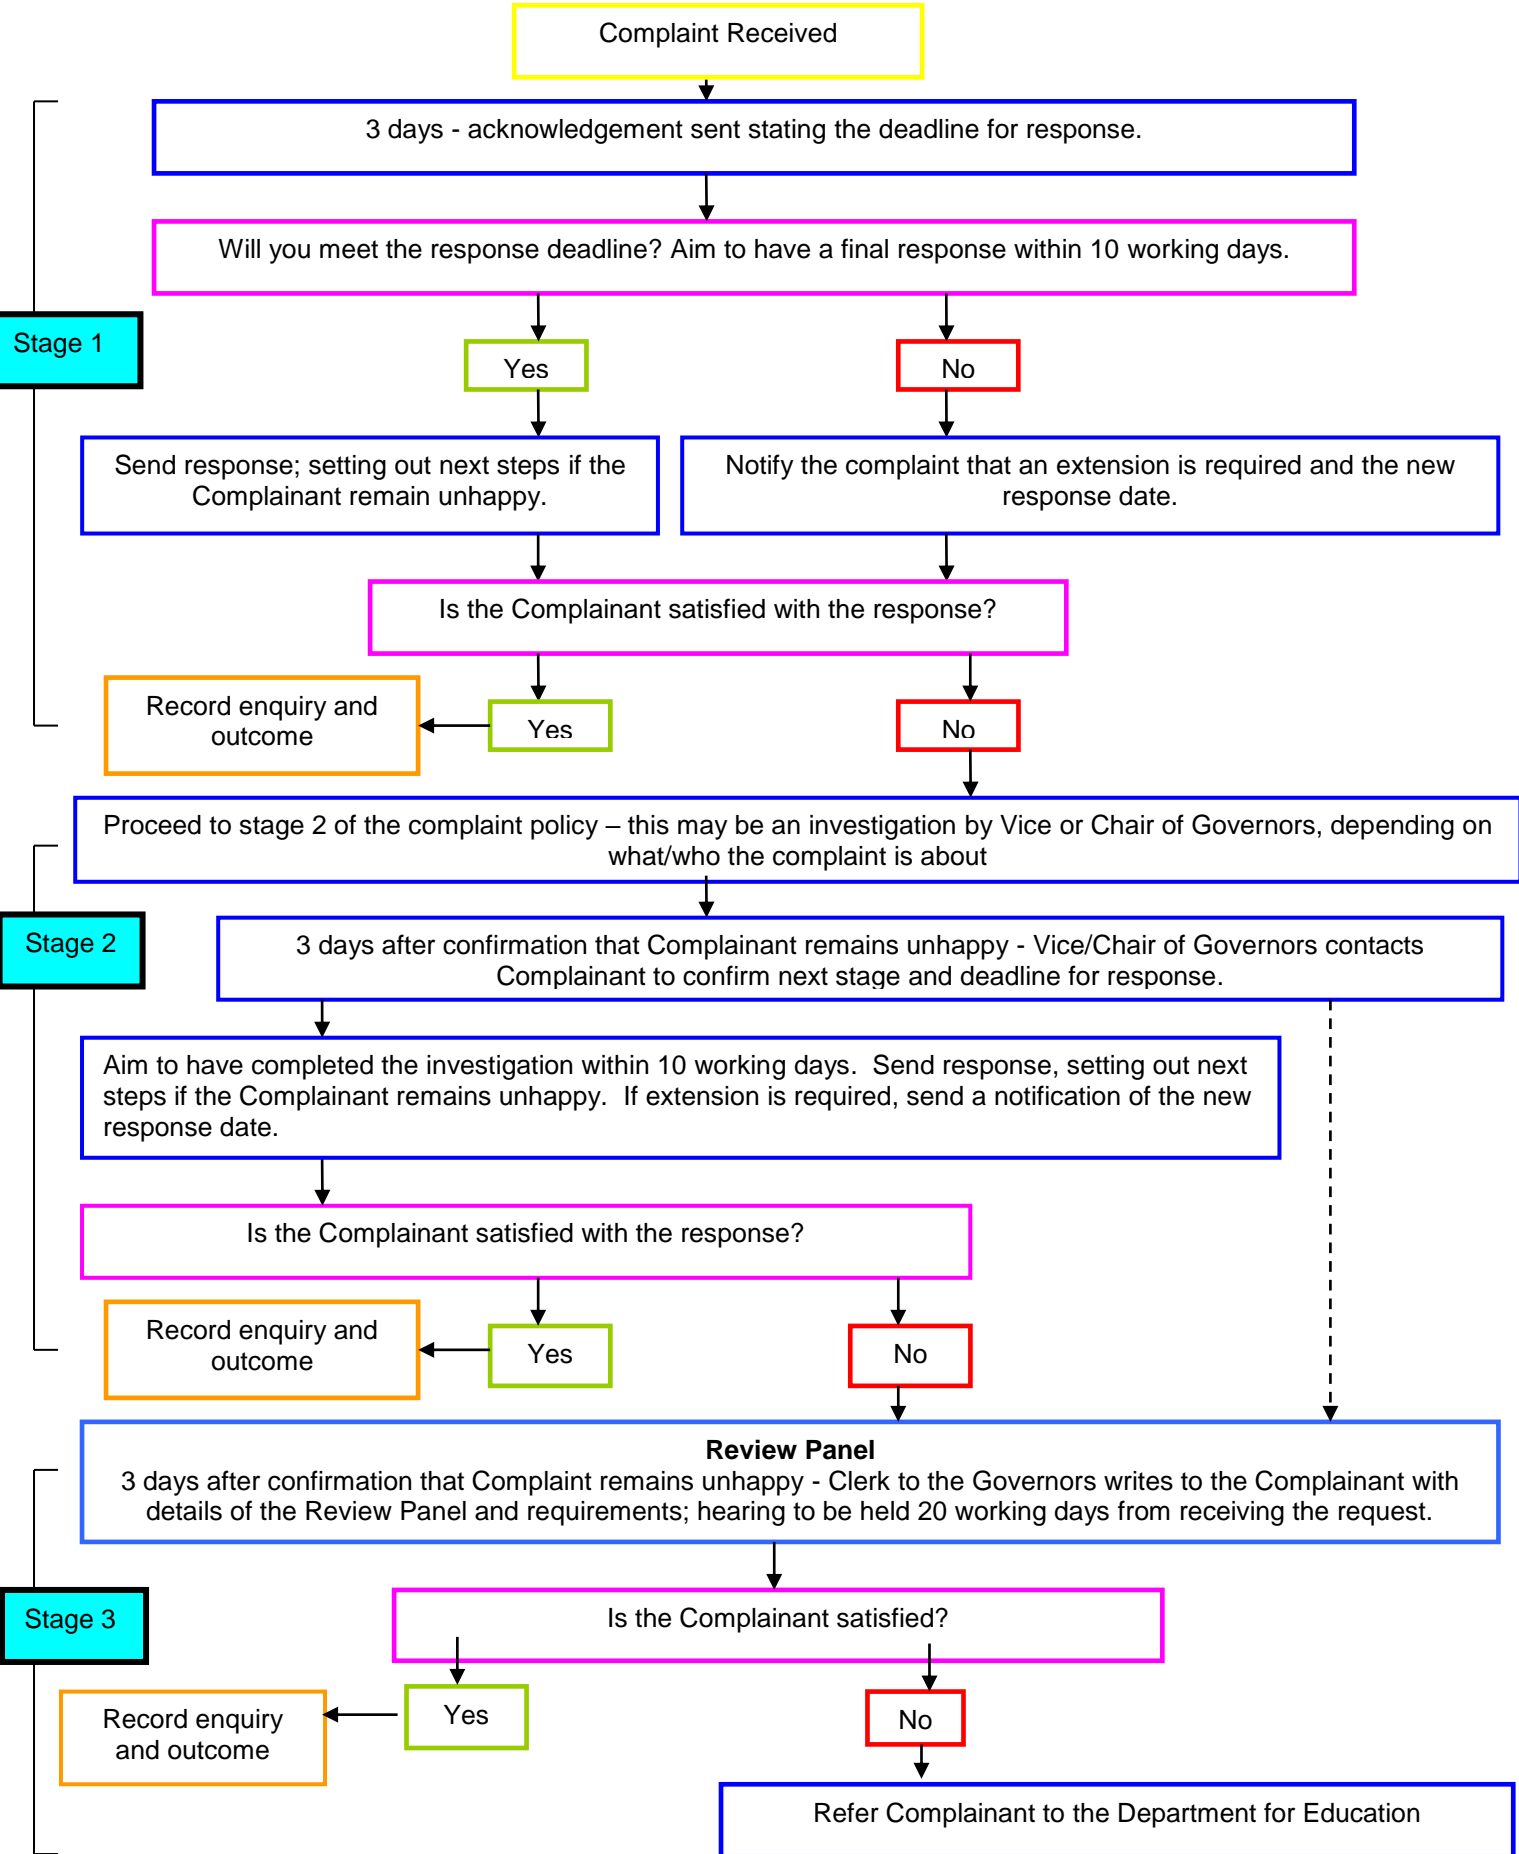 Complaint Received
3 days - acknowledgement sent stating the deadline for response.
Will you meet the response deadline? Aim to have a final response within 10 working days.
Stage 1
Yes
No
Send response; setting out next steps if the
Complainant remain unhappy.
Notify the complaint that an extension is required and the new
response date.
Is the Complainant satisfied with the response?
Record enquiry and
outcome
Yes
No
Proceed to stage 2 of the complaint policy – this may be an investigation by Vice or Chair of Governors, depending on
what/who the complaint is about
Stage 2
3 days after confirmation that Complainant remains unhappy - Vice/Chair of Governors contacts
Complainant to confirm next stage and deadline for response.
Aim to have completed the investigation within 10 working days.  Send response, setting out next
steps if the Complainant remains unhappy.  If extension is required, send a notification of the new
response date.
Is the Complainant satisfied with the response?
Record enquiry and
outcome
Yes
No
Review Panel
3 days after confirmation that Complaint remains unhappy - Clerk to the Governors writes to the Complainant with
details of the Review Panel and requirements; hearing to be held 20 working days from receiving the request.
Stage 3
Is the Complainant satisfied?
Record enquiry
and outcome
Yes
No
Refer Complainant to the Department for Education